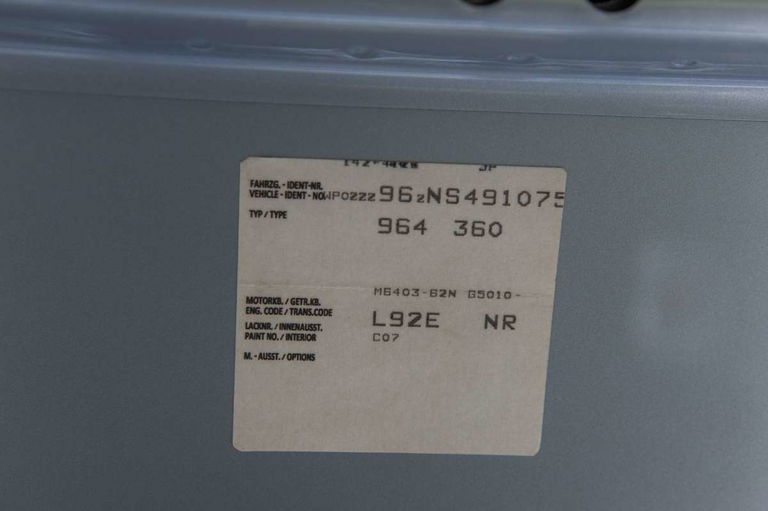 JP
FAHRZG. - IDENT-NR.
VEHICLE - IDENT - NO. WP0ZZZ96ZNS491075
TYP / TYPE
964 360
M6403-62N G5010-
MOTORKB. / GETR.KB.
ENG. CODE / TRANS.CODE
L92E NR
LACKNR. / INNENAUSST.
PAINT NO. / INTERIOR
C07
M. - AUSST. / OPTIONS